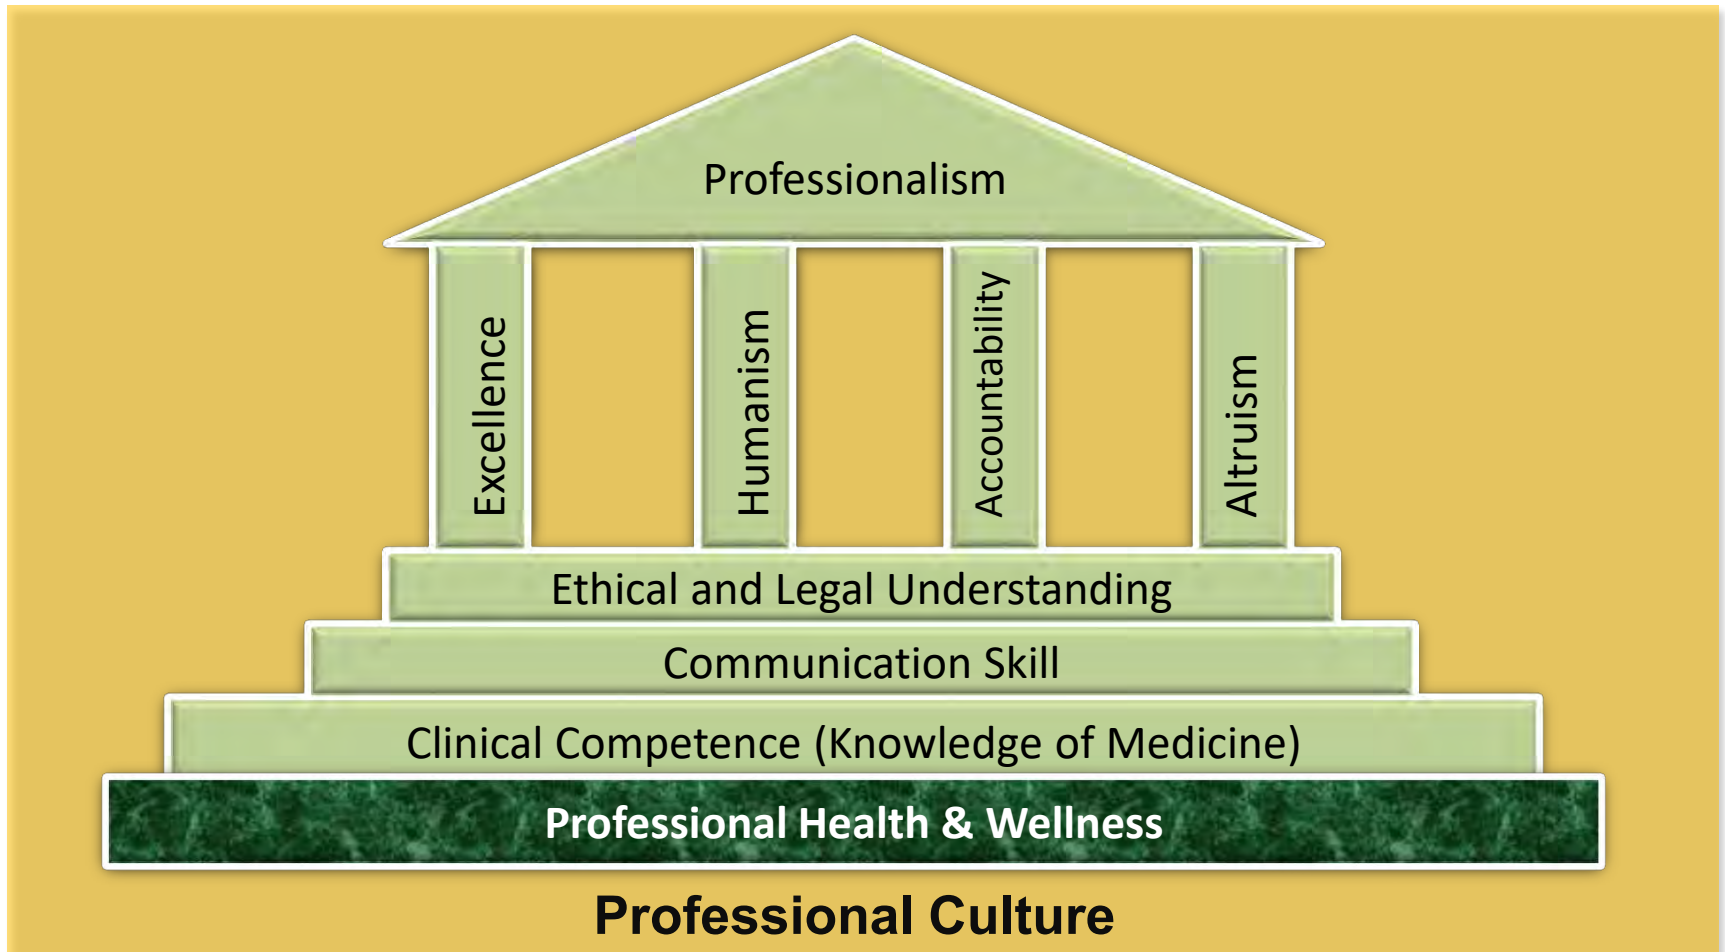 Professionalism
Excellence
Humanism
Accountability
Altruism
Ethical and Legal Understanding
Communication Skill
Clinical Competence (Knowledge of Medicine)
Professional Health & Wellness
Professional Culture